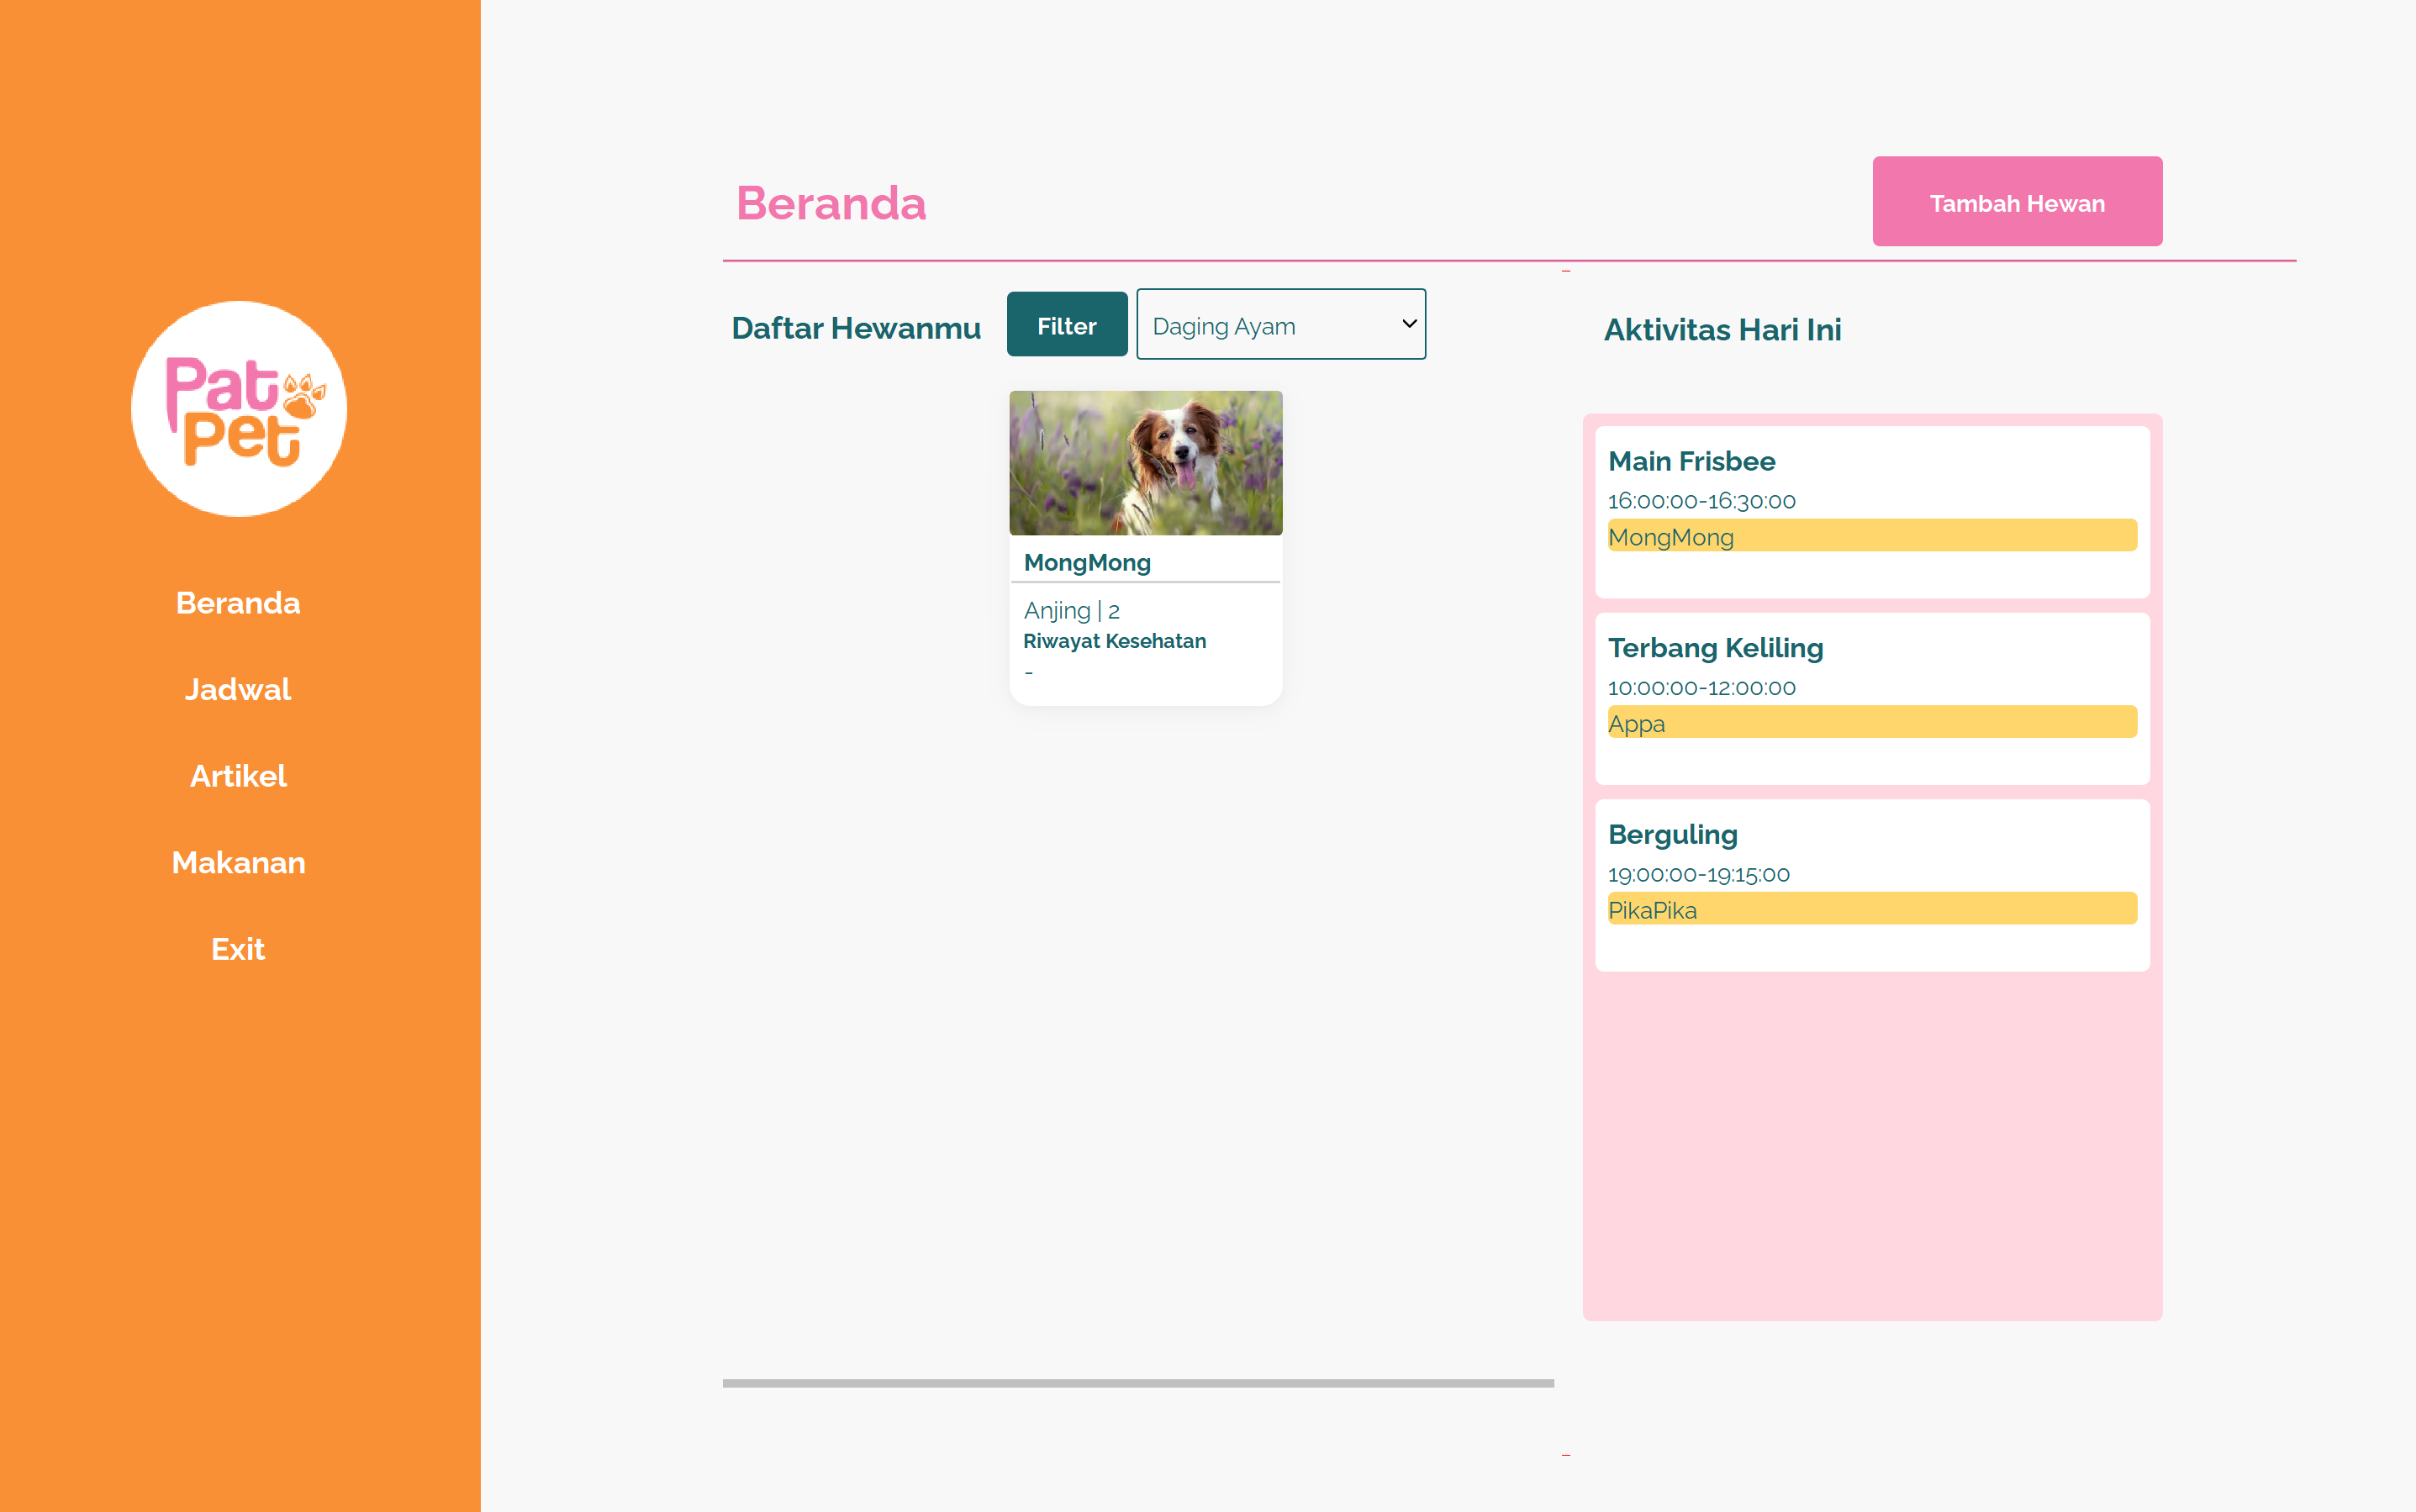 Pat
Pet
Beranda
Jadwal
Artikel
Makanan
Exit
Beranda
Tambah Hewan
Daftar Hewanmu
Filter
Daging Ayam
MongMong
Anjing | 2
Riwayat Kesehatan
-
Aktivitas Hari Ini
Main Frisbee
16:00:00-16:30:00
MongMong
Terbang Keliling
10:00:00-12:00:00
Appa
Berguling
19:00:00-19:15:00
PikaPika